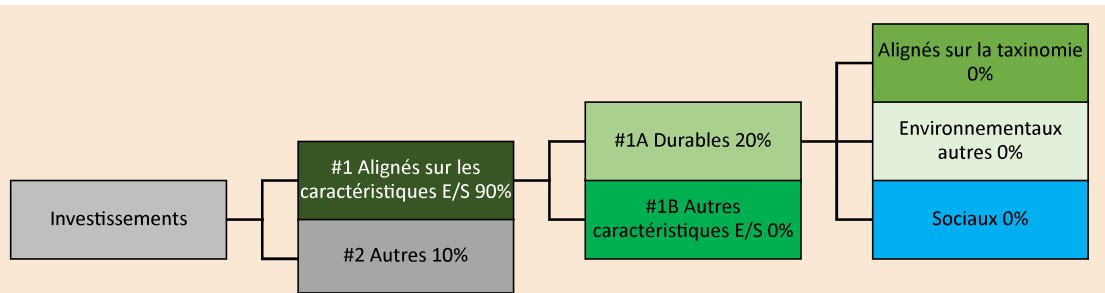 Investissements
#1 Alignés sur les
caractéristiques E/S 90%
#2 Autres 10%
#1A Durables 20%
#1B Autres
caractéristiques E/S 0%
Alignés sur la taxinomie
0%
Environnementaux
autres 0%
Sociaux 0%